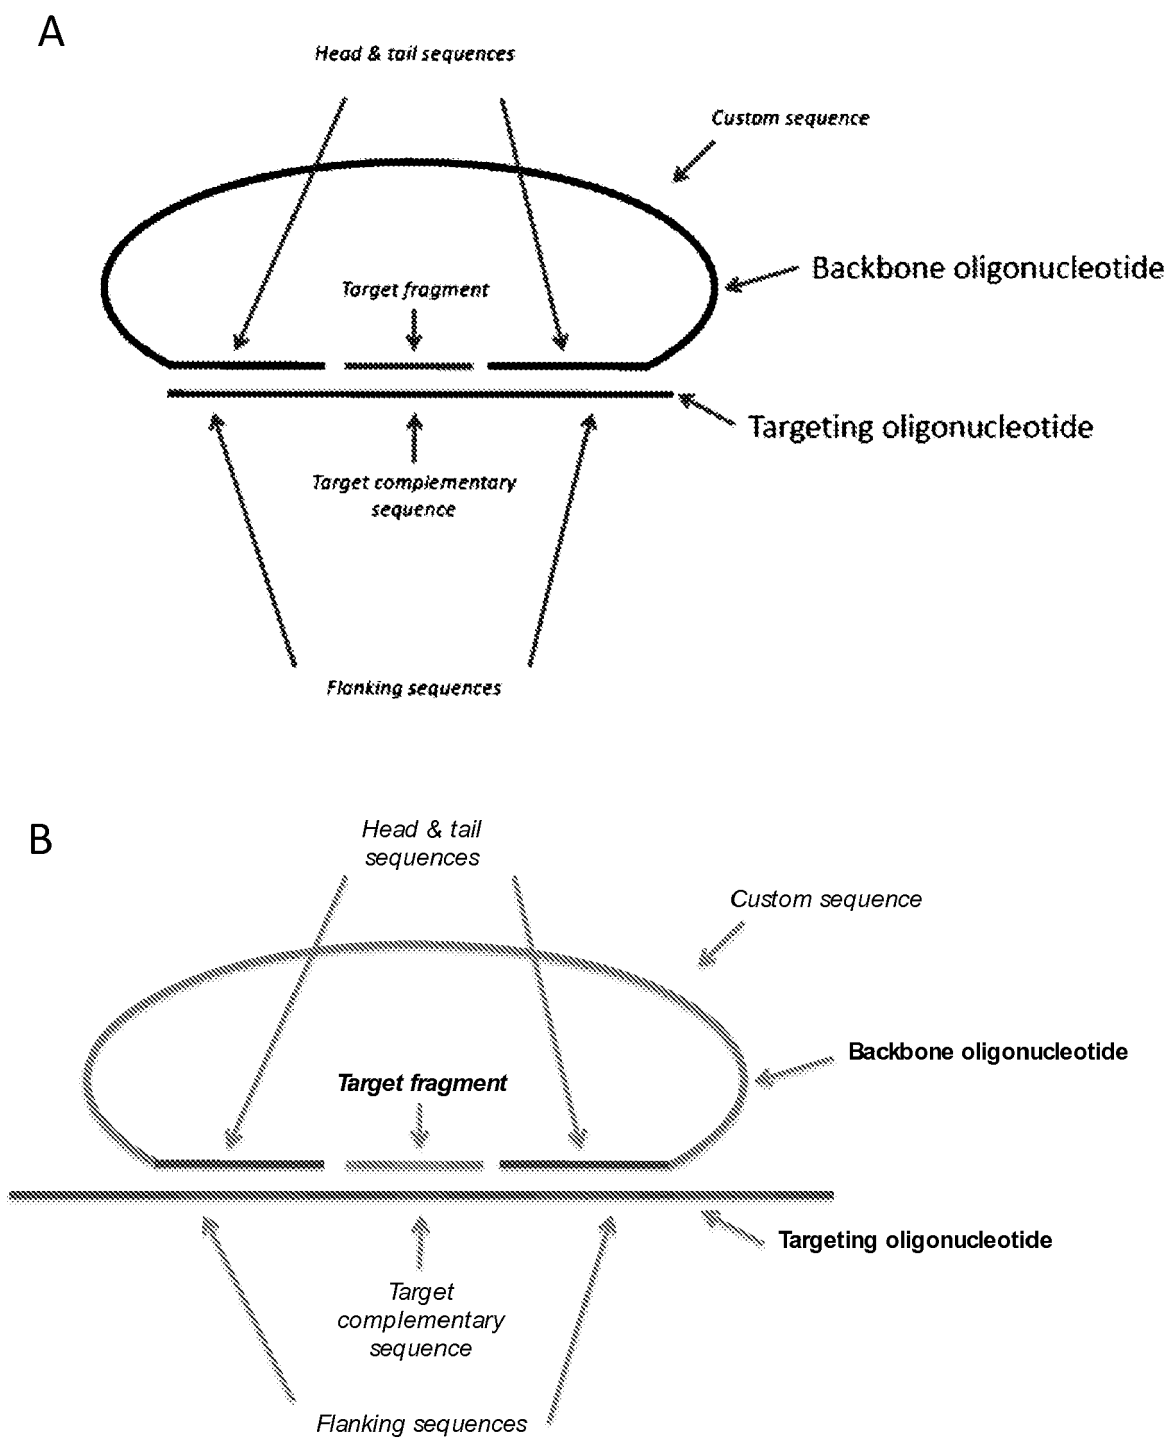 A
Head & tail sequences
Custom sequence
Backbone oligonucleotide
Target fragment
Targeting oligonucleotide
Target complementary
sequence
Flanking sequences
B
Head & tail
sequences
Custom sequence
Backbone oligonucleotide
Target fragment
Targeting oligonucleotide
Target
complementary
sequence
Flanking sequences